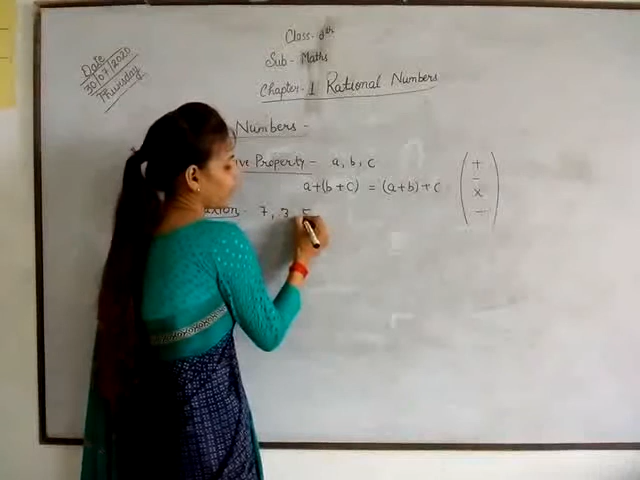 Date
30/07/2020
Thursday
Class- 8th
Sub- Maths
Chapter-1 Rational Numbers
Numbers-
ive Property- a, b, c
a+(b+c) = (a+b)+c ( + - × ÷ )
7, 3, 5